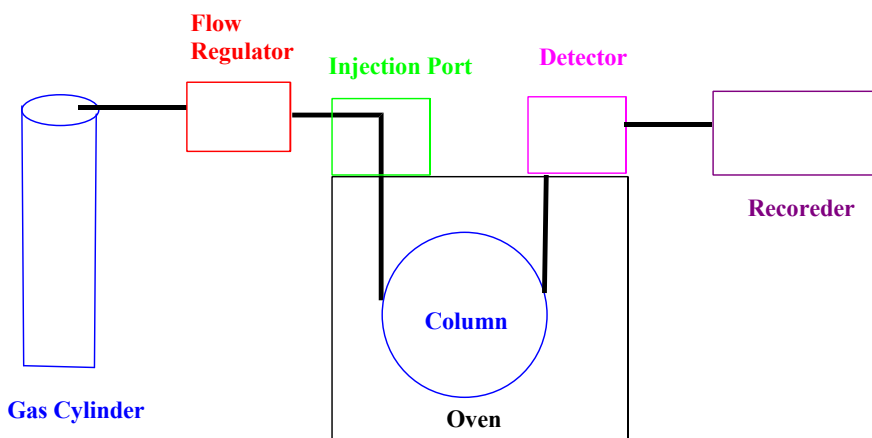 Flow
Regulator
Injection Port
Detector
Recoreder
Column
Gas Cylinder
Oven